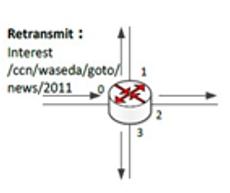 Retransmit：
Interest
/ccn/waseda/goto/
news/2011
0
1
2
3